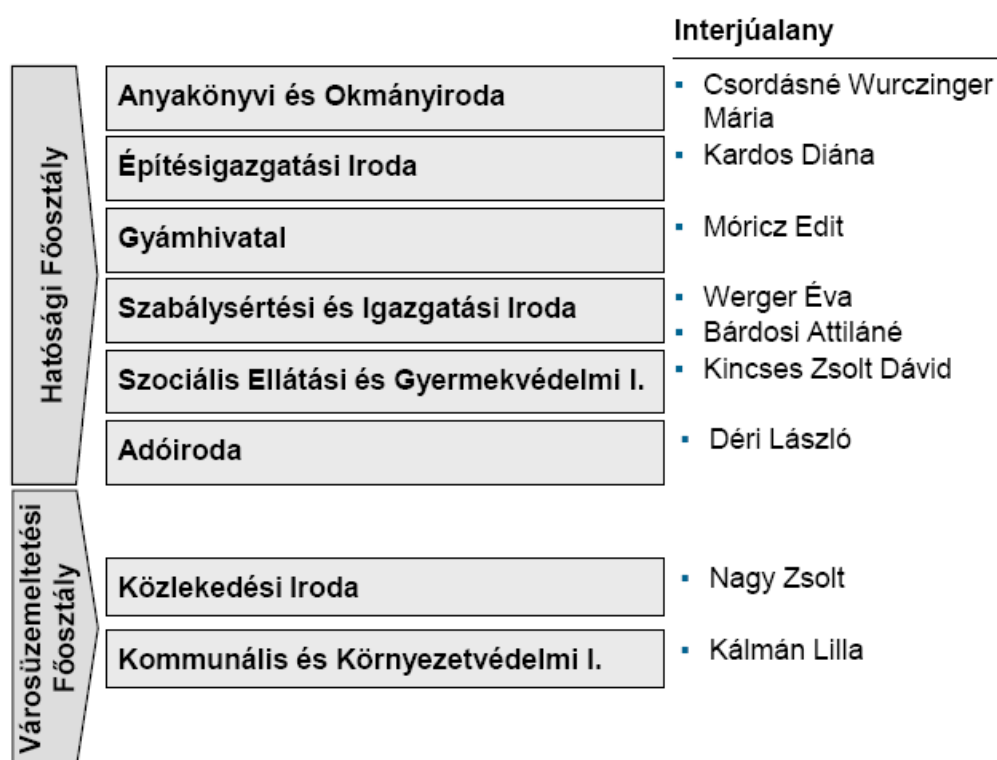 Interjúalany
Hatósági Főosztály
Anyakönyvi és Okmányiroda
▪ Csordásné Wurczinger
Mária
Építésigazgatási Iroda
▪ Kardos Diána
Gyámhivatal
▪ Móricz Edit
Szabálysértési és Igazgatási Iroda
▪ Werger Éva
▪ Bárdosi Attiláné
Szociális Ellátási és Gyermekvédelmi I.
▪ Kincses Zsolt Dávid
Adóiroda
▪ Déri László
Városüzemeltetési
Főosztály
Közlekedési Iroda
▪ Nagy Zsolt
Kommunális és Környezetvédelmi I.
▪ Kálmán Lilla